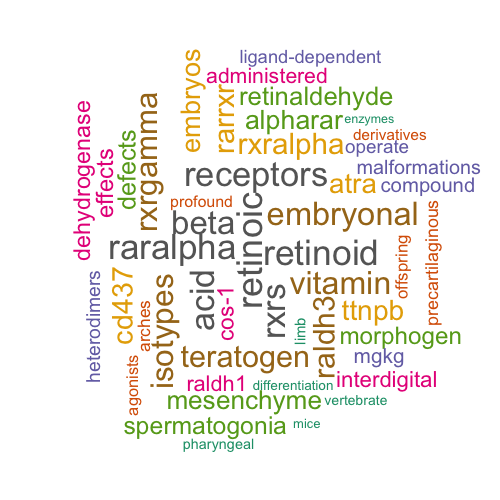 ligand-dependent
administered
embryos
rarrxr
retinaldehyde
alpharar
enzymes
derivatives
rxralpha
operate
dehydrogenase
effects
defects
rxrgamma
receptors
malformations
atra
compound
profound
beta
retinoic
embryonal
raralpha
retinoid
offspring
precartilaginous
heterodimers
cd437
arches
isotypes
acid
cos-1
rxrs
vitamin
raldh3
ttnpb
limb
morphogen
teratogen
mgkg
agonists
raldh1
differentiation
interdigital
mesenchyme
vertebrate
spermatogonia
mice
pharyngeal